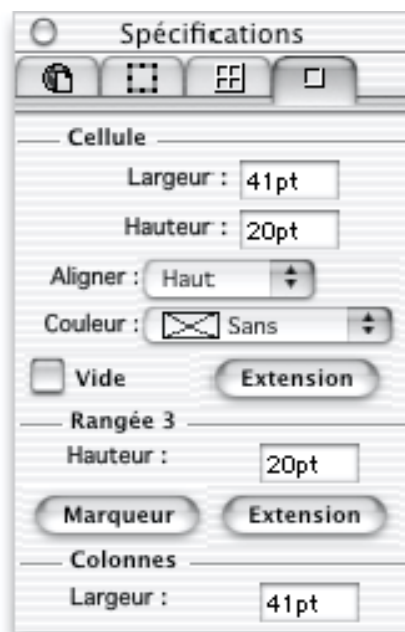 Spécifications
Cellule
Largeur : 41pt
Hauteur : 20pt
Aligner : Haut
Couleur : Sans
Vide Extension
Rangée 3
Hauteur : 20pt
Marqueur Extension
Colonnes
Largeur : 41pt